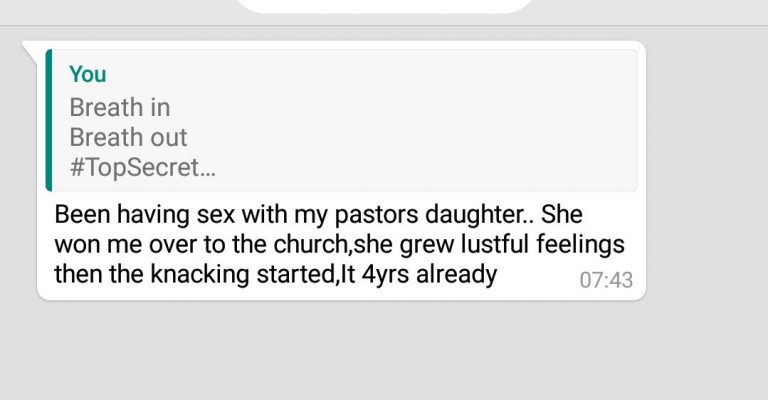 You
Breath in
Breath out
#TopSecret...
Been having sex with my pastors daughter.. She
won me over to the church,she grew lustful feelings
then the knacking started,It 4yrs already
07:43